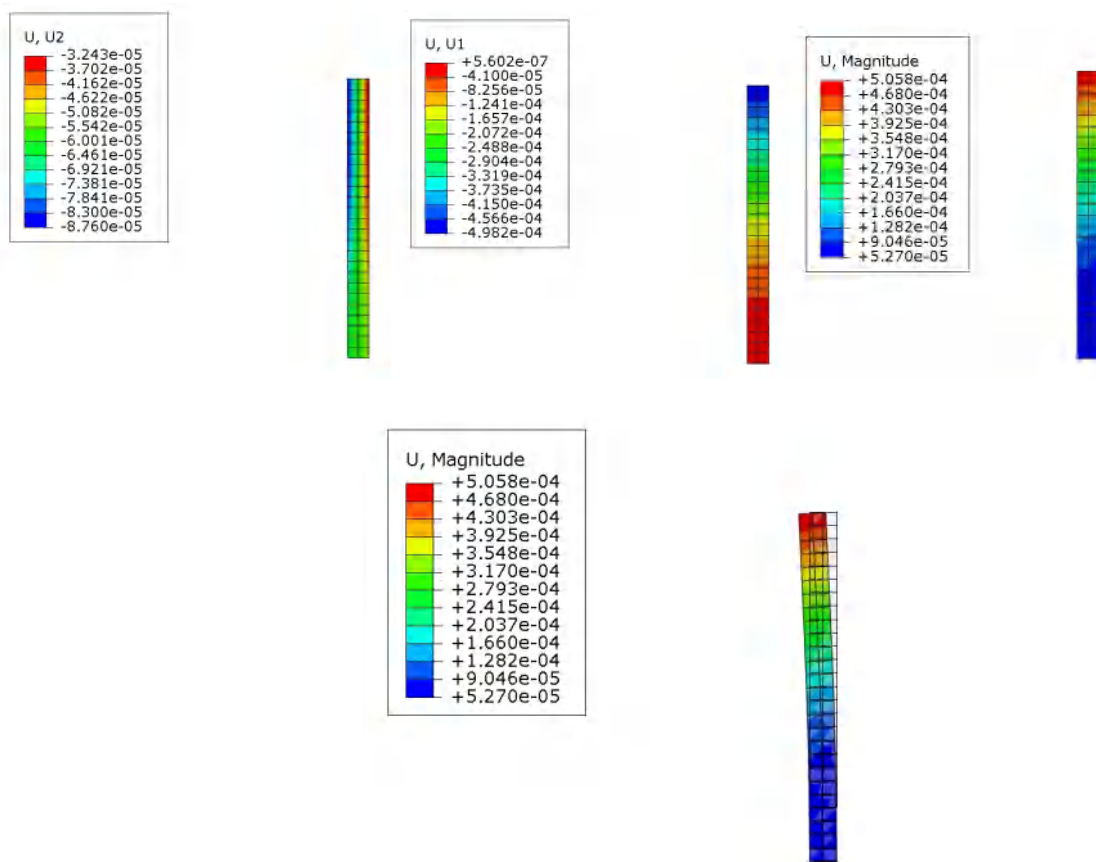 U, U2
-3.243e-05
-3.702e-05
-4.162e-05
-4.622e-05
-5.082e-05
-5.542e-05
-6.001e-05
-6.461e-05
-6.921e-05
-7.381e-05
-7.841e-05
-8.300e-05
-8.760e-05
U, U1
+5.602e-07
-4.100e-05
-8.256e-05
-1.241e-04
-1.657e-04
-2.072e-04
-2.488e-04
-2.904e-04
-3.319e-04
-3.735e-04
-4.150e-04
-4.566e-04
-4.982e-04
U, Magnitude
+5.058e-04
+4.680e-04
+4.303e-04
+3.925e-04
+3.548e-04
+3.170e-04
+2.793e-04
+2.415e-04
+2.037e-04
+1.660e-04
+1.282e-04
+9.046e-05
+5.270e-05
U, Magnitude
+5.058e-04
+4.680e-04
+4.303e-04
+3.925e-04
+3.548e-04
+3.170e-04
+2.793e-04
+2.415e-04
+2.037e-04
+1.660e-04
+1.282e-04
+9.046e-05
+5.270e-05